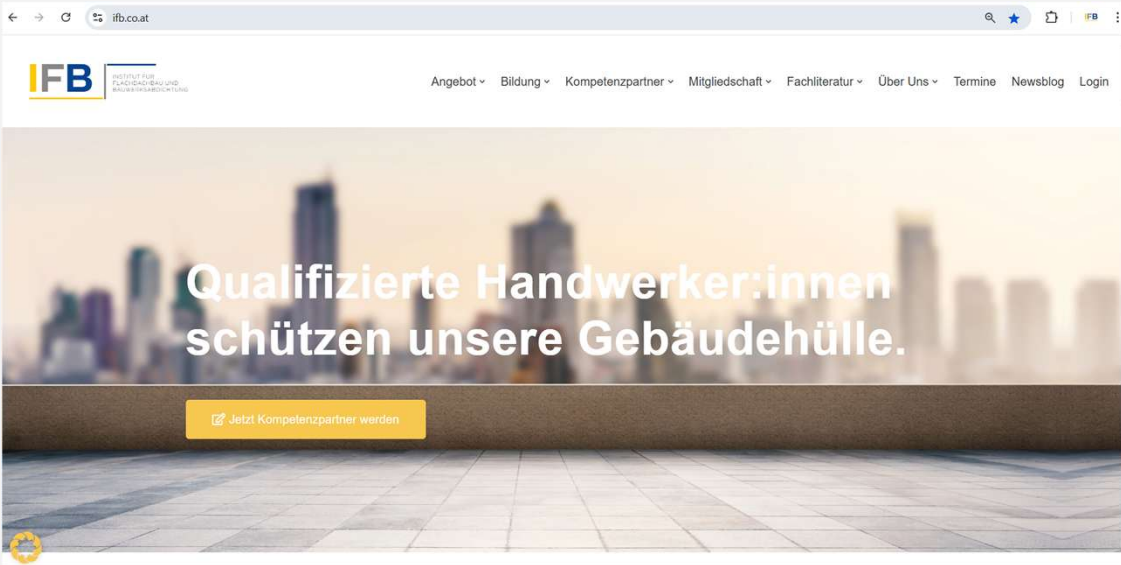 ifb.co.at
IFB
INSTITUT FÜR
FLACHDACHBAU UND
BAUWERKSABDICHTUNG
Angebot Bildung Kompetenzpartner Mitgliedschaft Fachliteratur Über Uns Termine Newsblog Login
Qualifizierte Handwerker:innen
schützen unsere Gebäudehülle.
Jetzt Kompetenzpartner werden
IFB